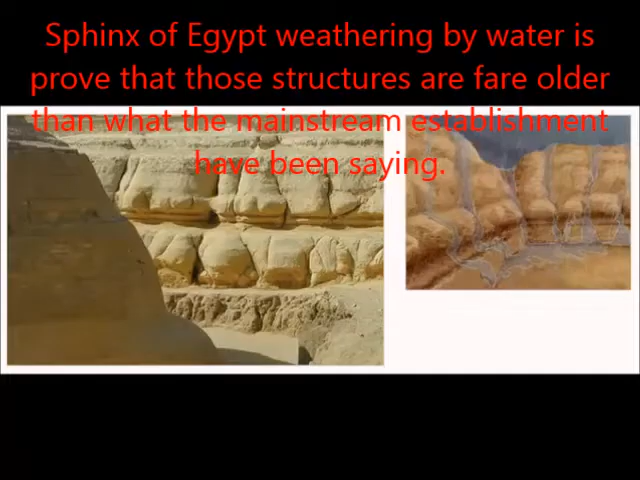 Sphinx of Egypt weathering by water is
prove that those structures are fare older
than what the mainstream establishment
have been saying.